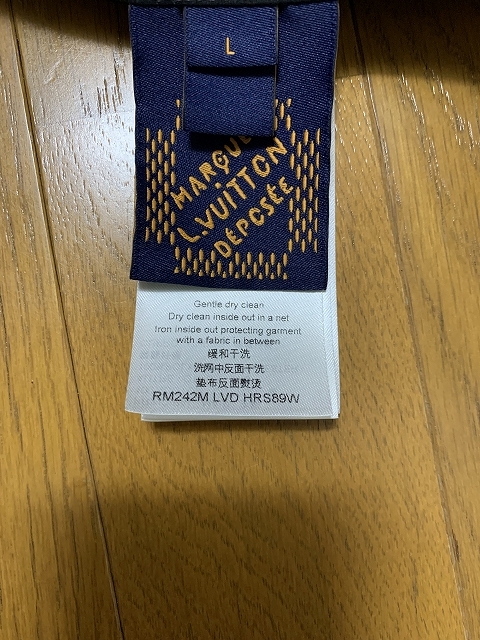 L
MARQUE
L.VUITTON
DÉPOSÉE
Gentle dry clean
Dry clean inside out in a net
Iron inside out protecting garment
with a fabric in between
缓和干洗
洗网中反面干洗
垫布反面熨烫
RM242M LVD HRS89W